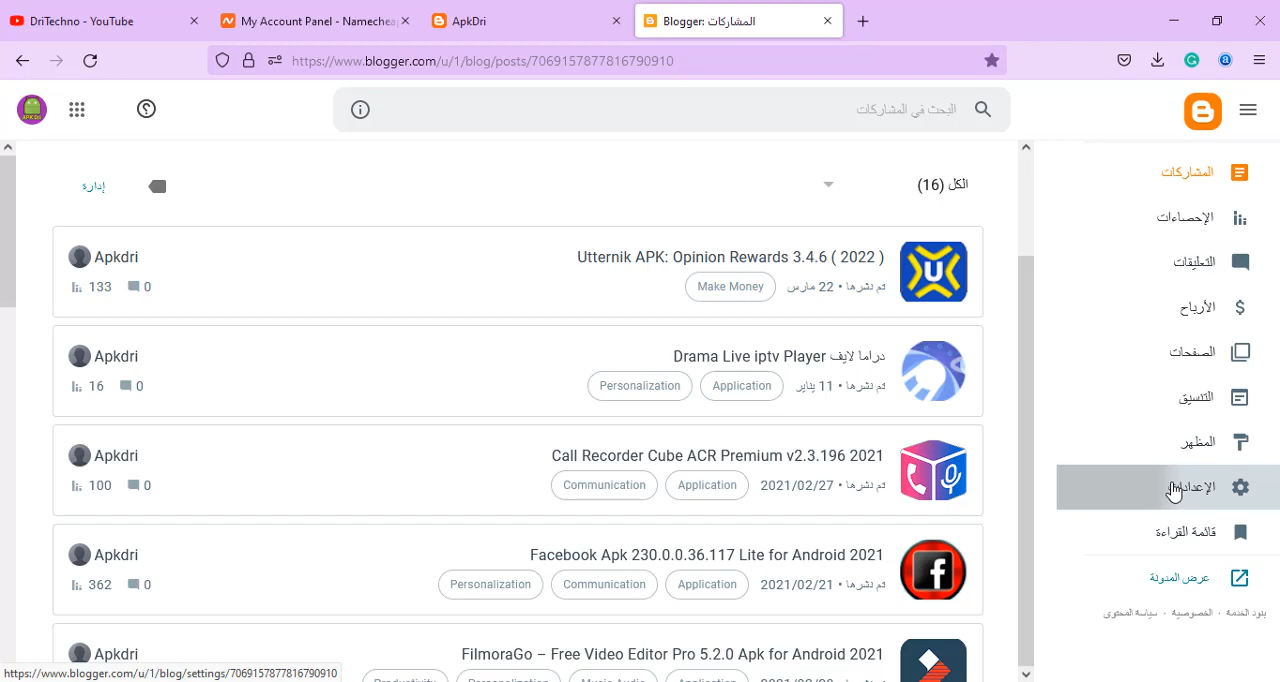 DriTechno - YouTube
My Account Panel - Namecheap
ApkDri
Blogger: المشاركات
https://www.blogger.com/u/1/blog/posts/7069157877816790910
البحث في المشاركات
APK Dri
المشاركات
الإحصاءات
التعليقات
الأرباح
الصفحات
التنسيق
المظهر
الإعدادات
قائمة القراءة
عرض المدونة
بنود الخدمة • الخصوصية • سياسة المحتوى
الكل (16)
إدارة
Utternik APK: Opinion Rewards 3.4.6 ( 2022 )
تم نشرها • 22 مارس
Make Money
Apkdri
133 0
دراما لايف Drama Live iptv Player
تم نشرها • 11 يناير
Application
Personalization
Apkdri
16 0
Call Recorder Cube ACR Premium v2.3.196 2021
تم نشرها • 2021/02/27
Application
Communication
Apkdri
100 0
Facebook Apk 230.0.0.36.117 Lite for Android 2021
تم نشرها • 2021/02/21
Application
Communication
Personalization
Apkdri
362 0
FilmoraGo – Free Video Editor Pro 5.2.0 Apk for Android 2021
Apkdri
https://www.blogger.com/u/1/blog/settings/7069157877816790910